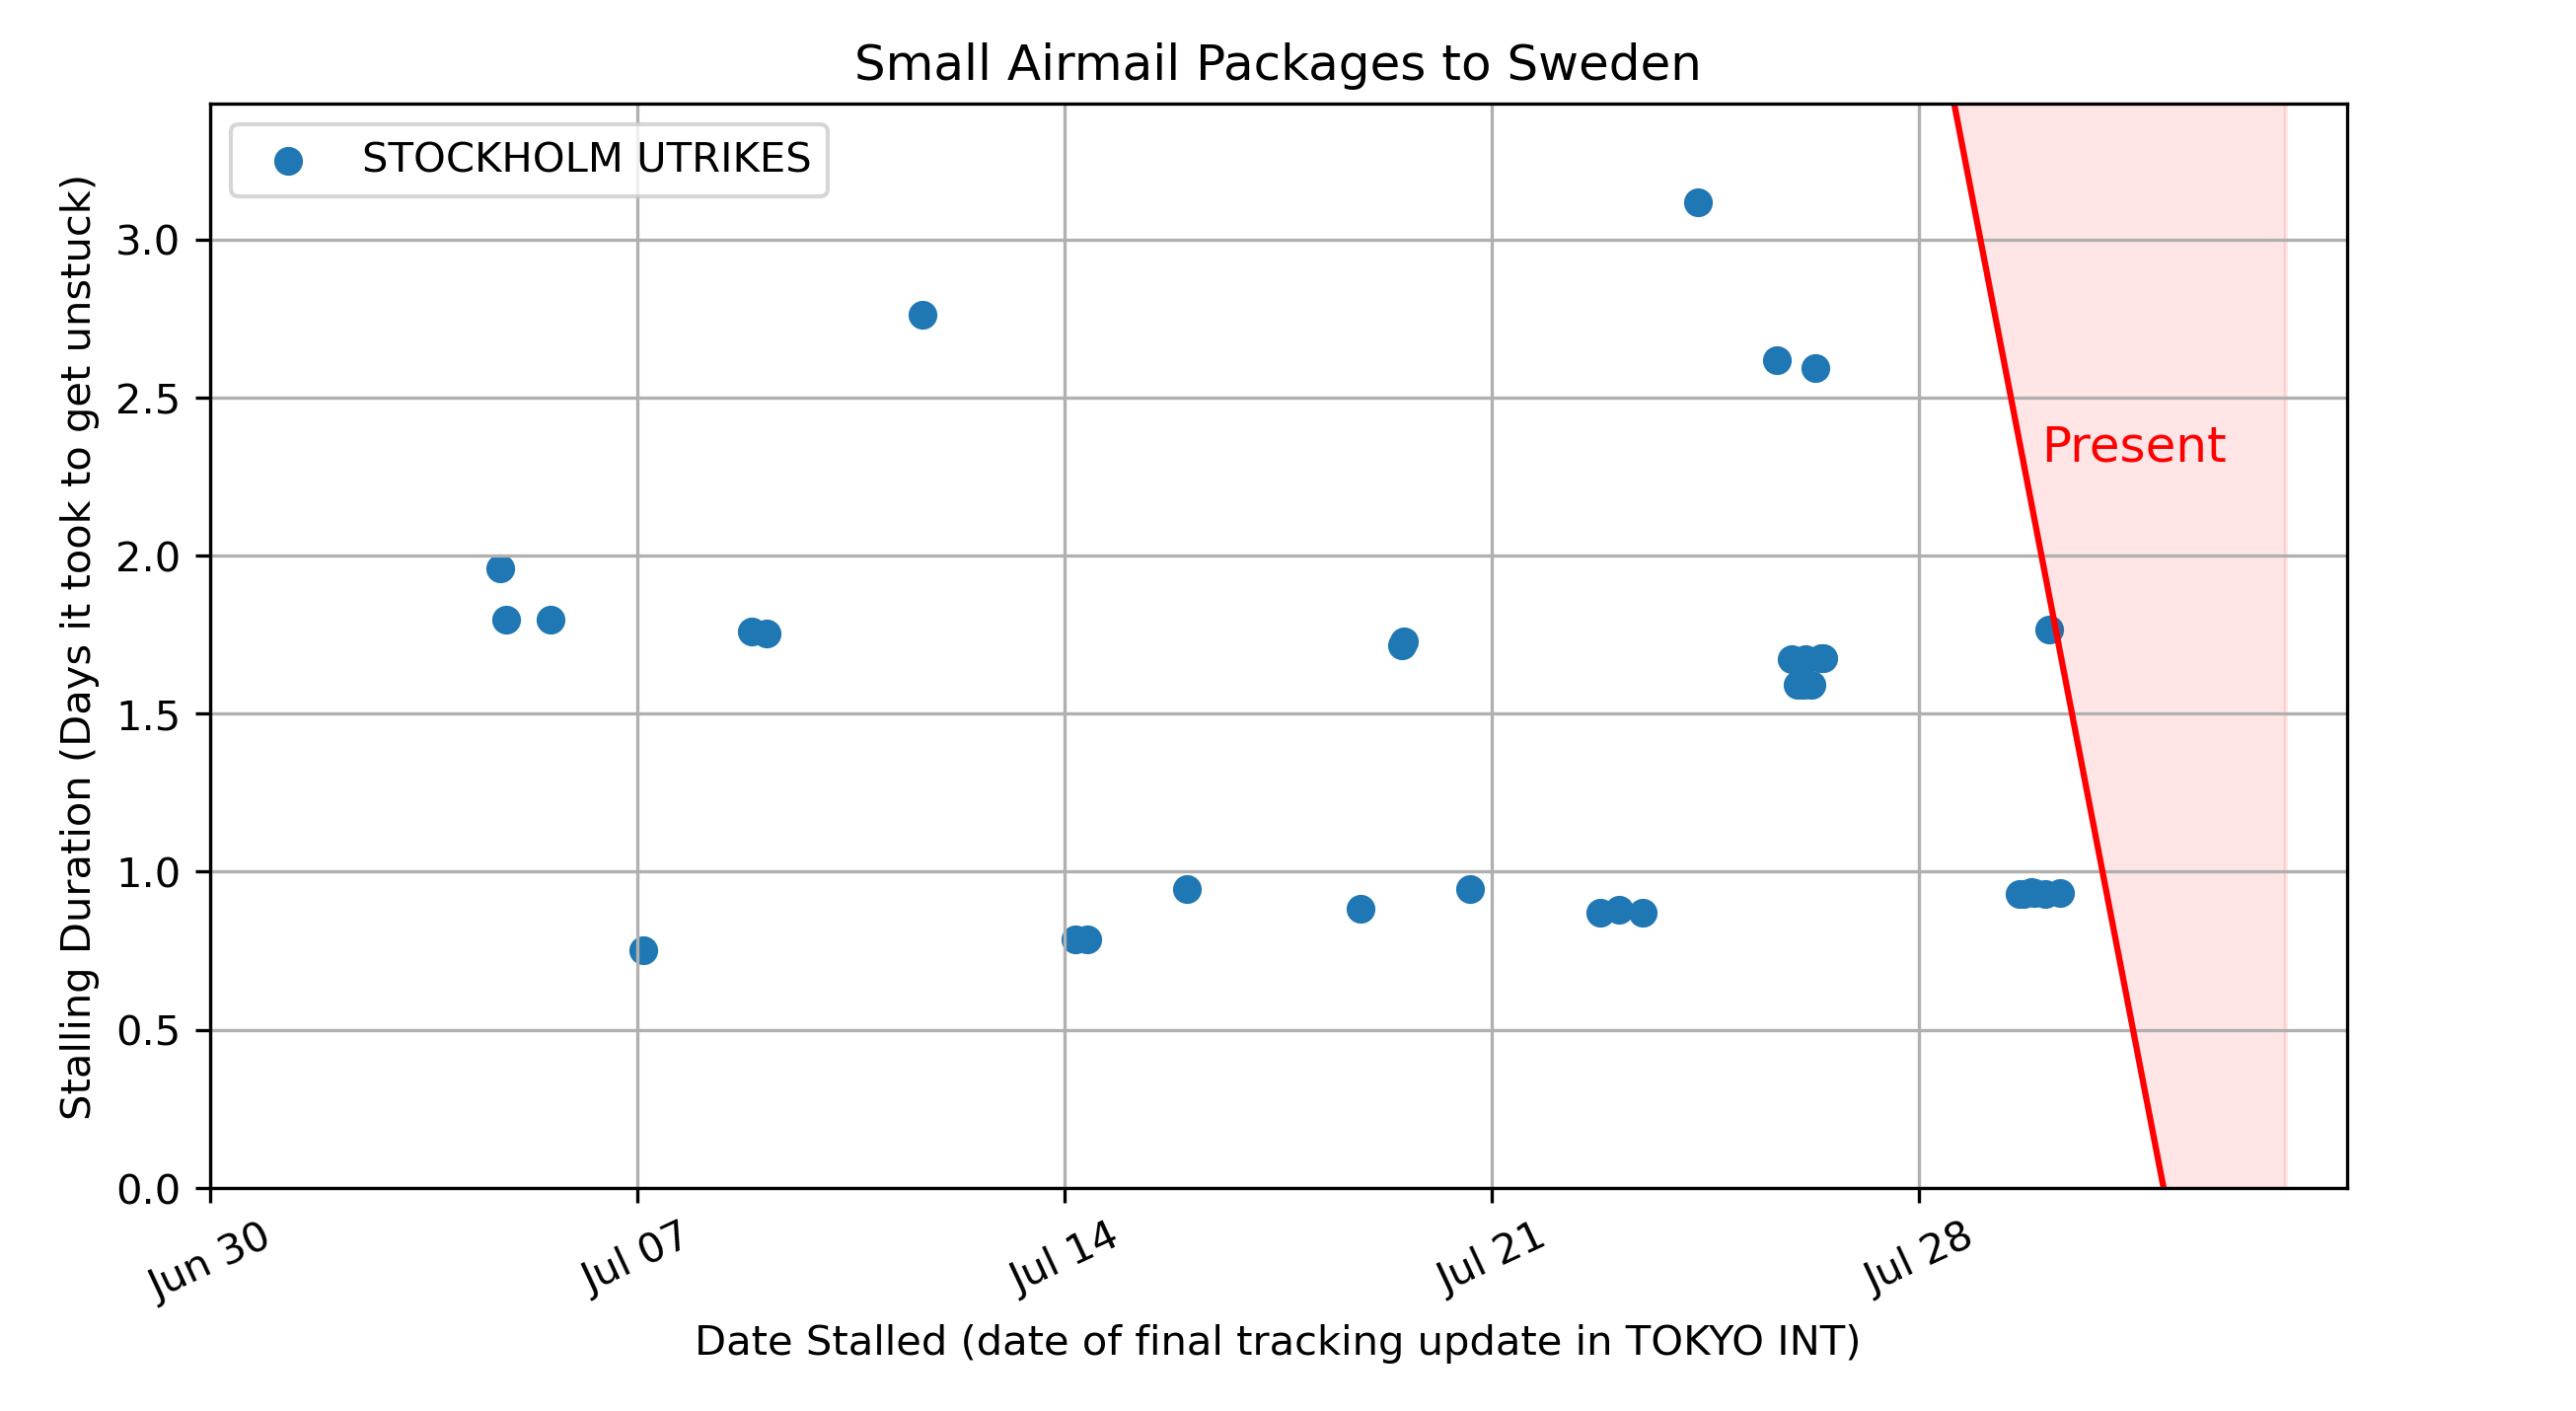 Small Airmail Packages to Sweden
STOCKHOLM UTRIKES
Stalling Duration (Days it took to get unstuck)
3.0
2.5
2.0
1.5
1.0
0.5
0.0
Present
Jun 30
Jul 07
Jul 14
Jul 21
Jul 28
Date Stalled (date of final tracking update in TOKYO INT)